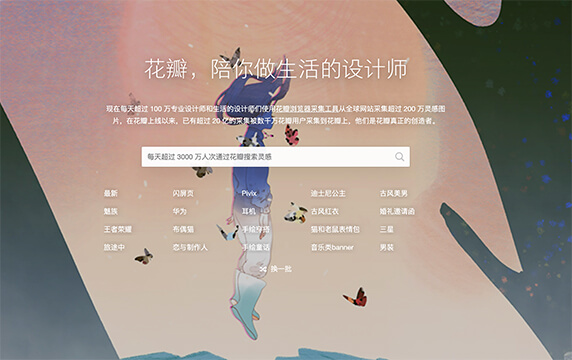 花瓣，陪你做生活的设计师
现在每天超过 100 万专业设计师和生活的设计师们使用花瓣浏览器采集工具从全球网站采集超过 200 万灵感图
片，在花瓣上线以来，已有超过 20 亿的采集被数千万花瓣用户采集到花瓣上，他们是花瓣真正的创造者。
每天超过 3000 万人次通过花瓣搜索灵感
最新 闪屏页 Pivix 迪士尼公主 古风美男
魅族 华为 耳机 古风红衣 婚礼邀请函
王者荣耀 布偶猫 手绘穿搭 猫和老鼠表情包 三星
旅途中 恋与制作人 手绘童话 音乐类banner 男装
换一批